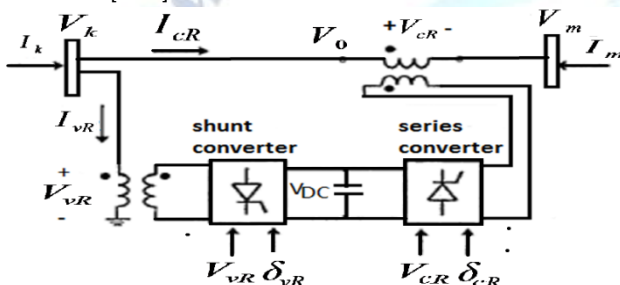 V_k
I_cR
V_o
+ V_cR -
V_m
I_k
I_m
I_vR
shunt
converter
series
converter
+
V_vR
-
V_DC
V_vR δ_vR
V_cR δ_cR